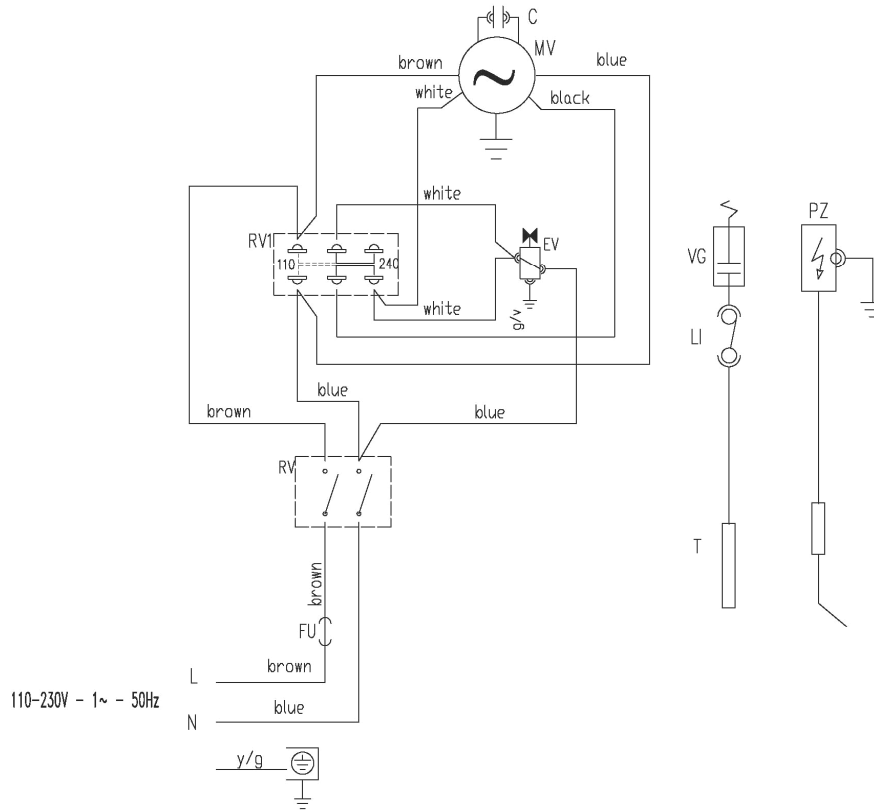 C
MV
brown
blue
white
black
white
PZ
RV1
EV
VG
110
240
white
g/v
LI
blue
brown
blue
RV
T
brown
FU
L
brown
110-230V - 1~ - 50Hz
N
blue
y/g